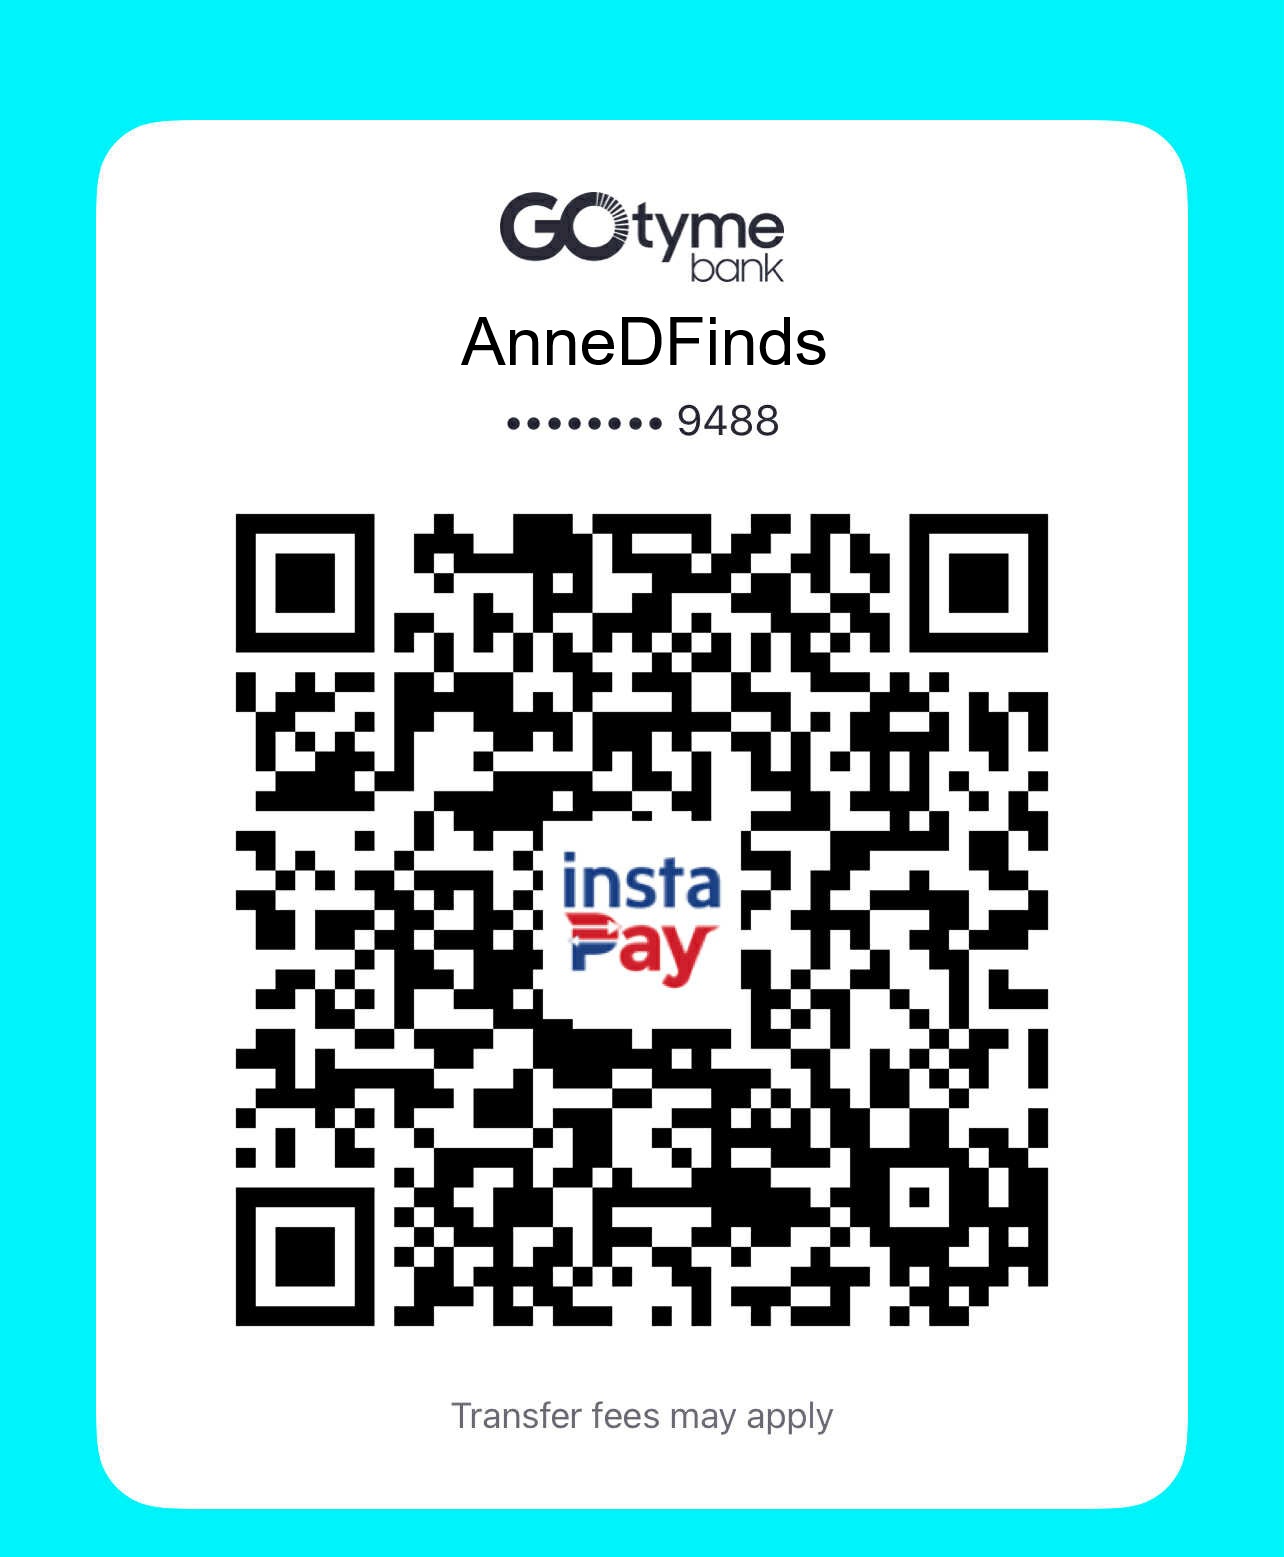 GOtyme
bank
AnneDFinds
•••••••• 9488
insta
Pay
Transfer fees may apply